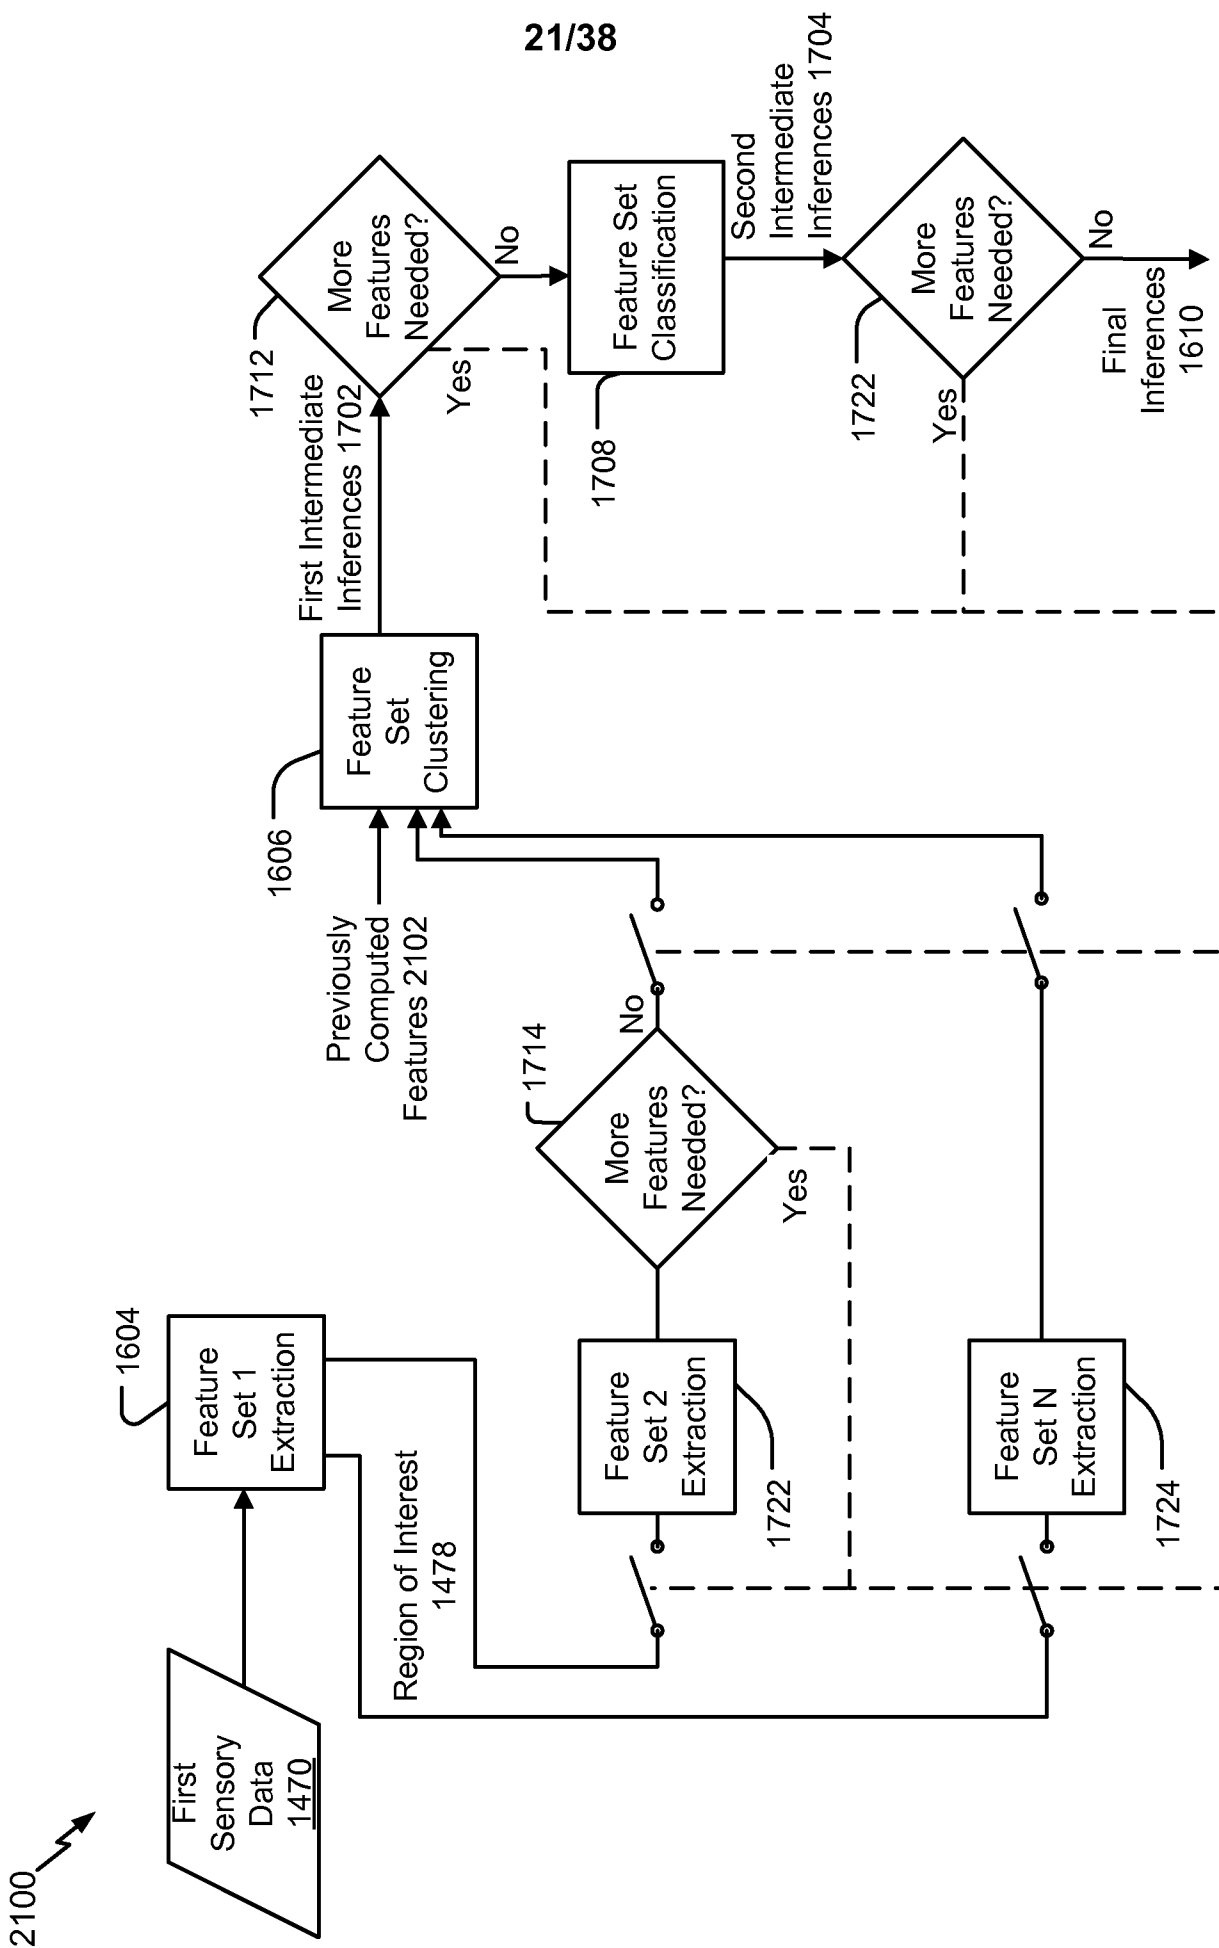 21/38
2100
First
Sensory
Data
1470
1604
Feature
Set 1
Extraction
Region of Interest
1478
Feature
Set 2
Extraction
1722
Feature
Set N
Extraction
1724
1714
More
Features
Needed?
No
Yes
Previously
Computed
Features 2102
1606
Feature
Set
Clustering
First Intermediate
Inferences 1702
1712
More
Features
Needed?
Yes
No
Feature Set
Classification
1708
Second
Intermediate
Inferences 1704
More
Features
Needed?
1722
Yes
No
Final
Inferences
1610